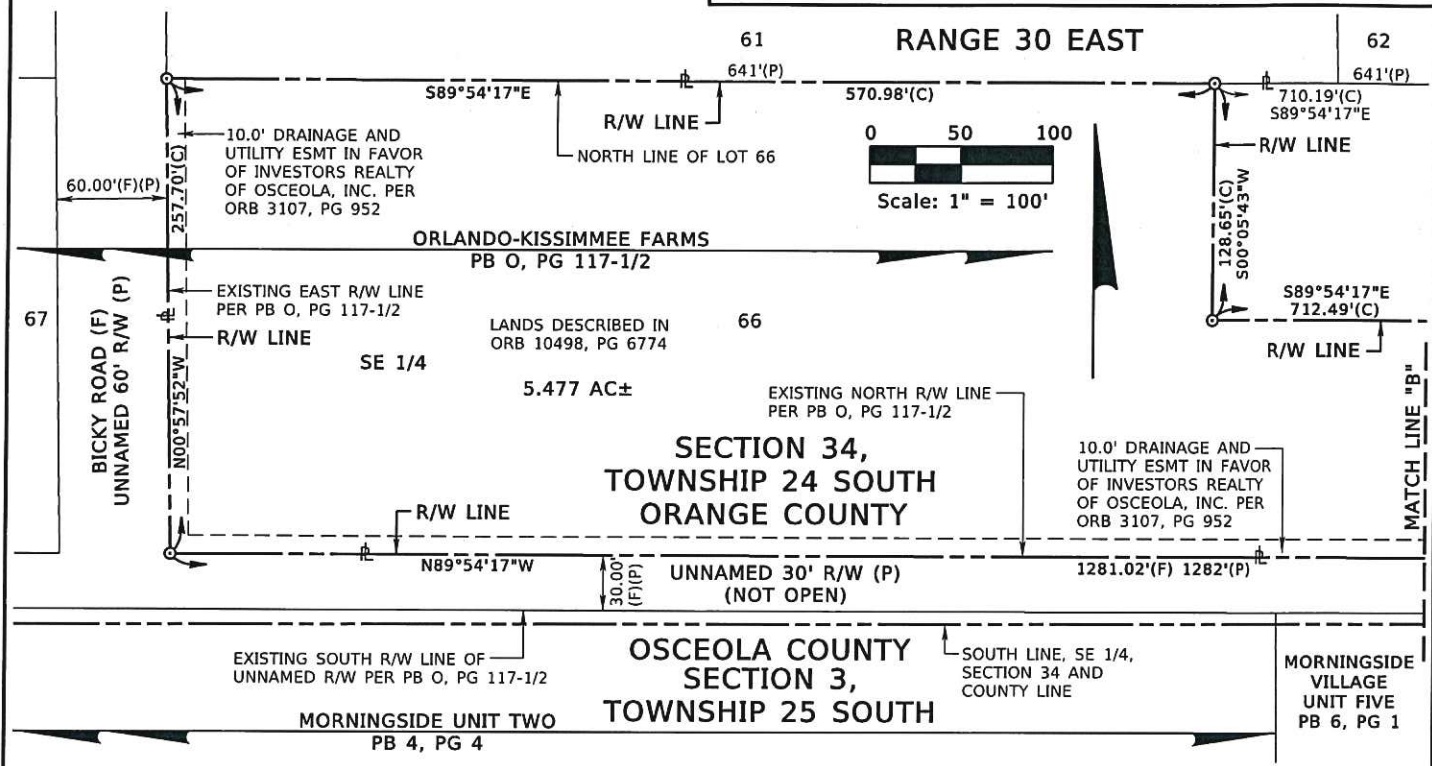 RANGE 30 EAST
61
62
641'(P)
641'(P)
S89°54'17"E
570.98'(C)
710.19'(C)
S89°54'17"E
R/W LINE
NORTH LINE OF LOT 66
R/W LINE
0 50 100
Scale: 1" = 100'
10.0' DRAINAGE AND
UTILITY ESMT IN FAVOR
OF INVESTORS REALTY
OF OSCEOLA, INC. PER
ORB 3107, PG 952
60.00'(F)(P)
257.70'(C)
128.65'(C)
S00°05'43"W
ORLANDO-KISSIMMEE FARMS
PB O, PG 117-1/2
EXISTING EAST R/W LINE
PER PB O, PG 117-1/2
S89°54'17"E
712.49'(C)
R/W LINE
67
BICKY ROAD (F)
UNNAMED 60' R/W (P)
R/W LINE
LANDS DESCRIBED IN
ORB 10498, PG 6774
66
SE 1/4
5.477 AC±
N00°57'52"W
EXISTING NORTH R/W LINE
PER PB O, PG 117-1/2
MATCH LINE "B"
SECTION 34,
TOWNSHIP 24 SOUTH
ORANGE COUNTY
10.0' DRAINAGE AND
UTILITY ESMT IN FAVOR
OF INVESTORS REALTY
OF OSCEOLA, INC. PER
ORB 3107, PG 952
R/W LINE
N89°54'17"W
30.00'
(F)(P)
UNNAMED 30' R/W (P)
(NOT OPEN)
1281.02'(F) 1282'(P)
EXISTING SOUTH R/W LINE OF
UNNAMED R/W PER PB O, PG 117-1/2
OSCEOLA COUNTY
SECTION 3,
TOWNSHIP 25 SOUTH
SOUTH LINE, SE 1/4,
SECTION 34 AND
COUNTY LINE
MORNINGSIDE
VILLAGE
UNIT FIVE
PB 6, PG 1
MORNINGSIDE UNIT TWO
PB 4, PG 4